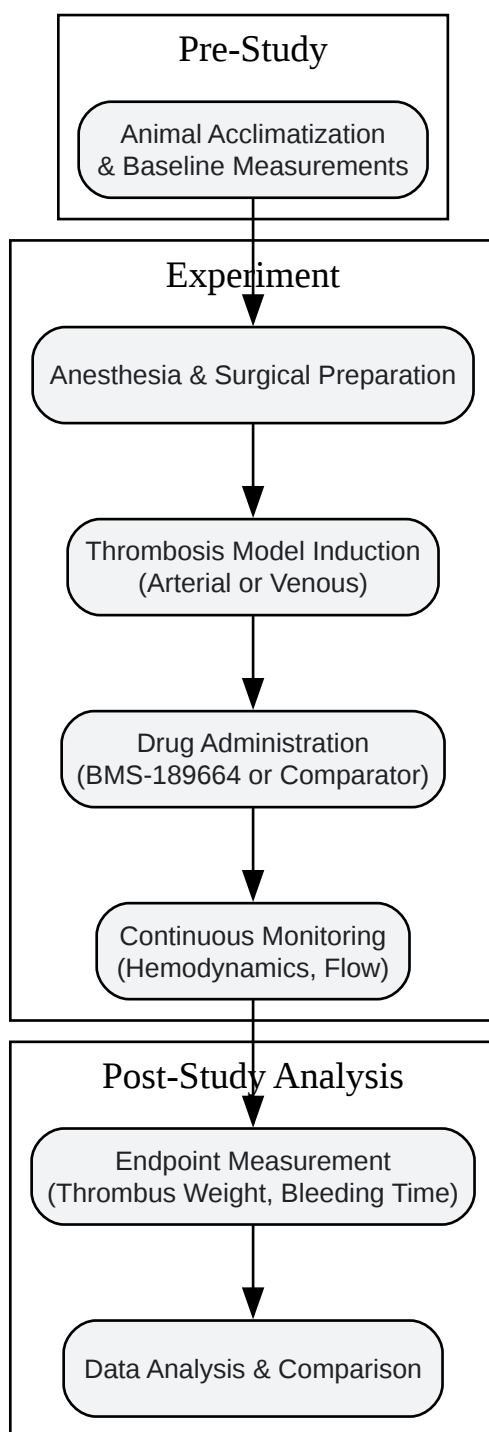 Pre-Study
Animal Acclimatization
& Baseline Measurements
Experiment
Anesthesia & Surgical Preparation
Thrombosis Model Induction
(Arterial or Venous)
Drug Administration
(BMS-189664 or Comparator)
Continuous Monitoring
(Hemodynamics, Flow)
Post-Study Analysis
Endpoint Measurement
(Thrombus Weight, Bleeding Time)
Data Analysis & Comparison